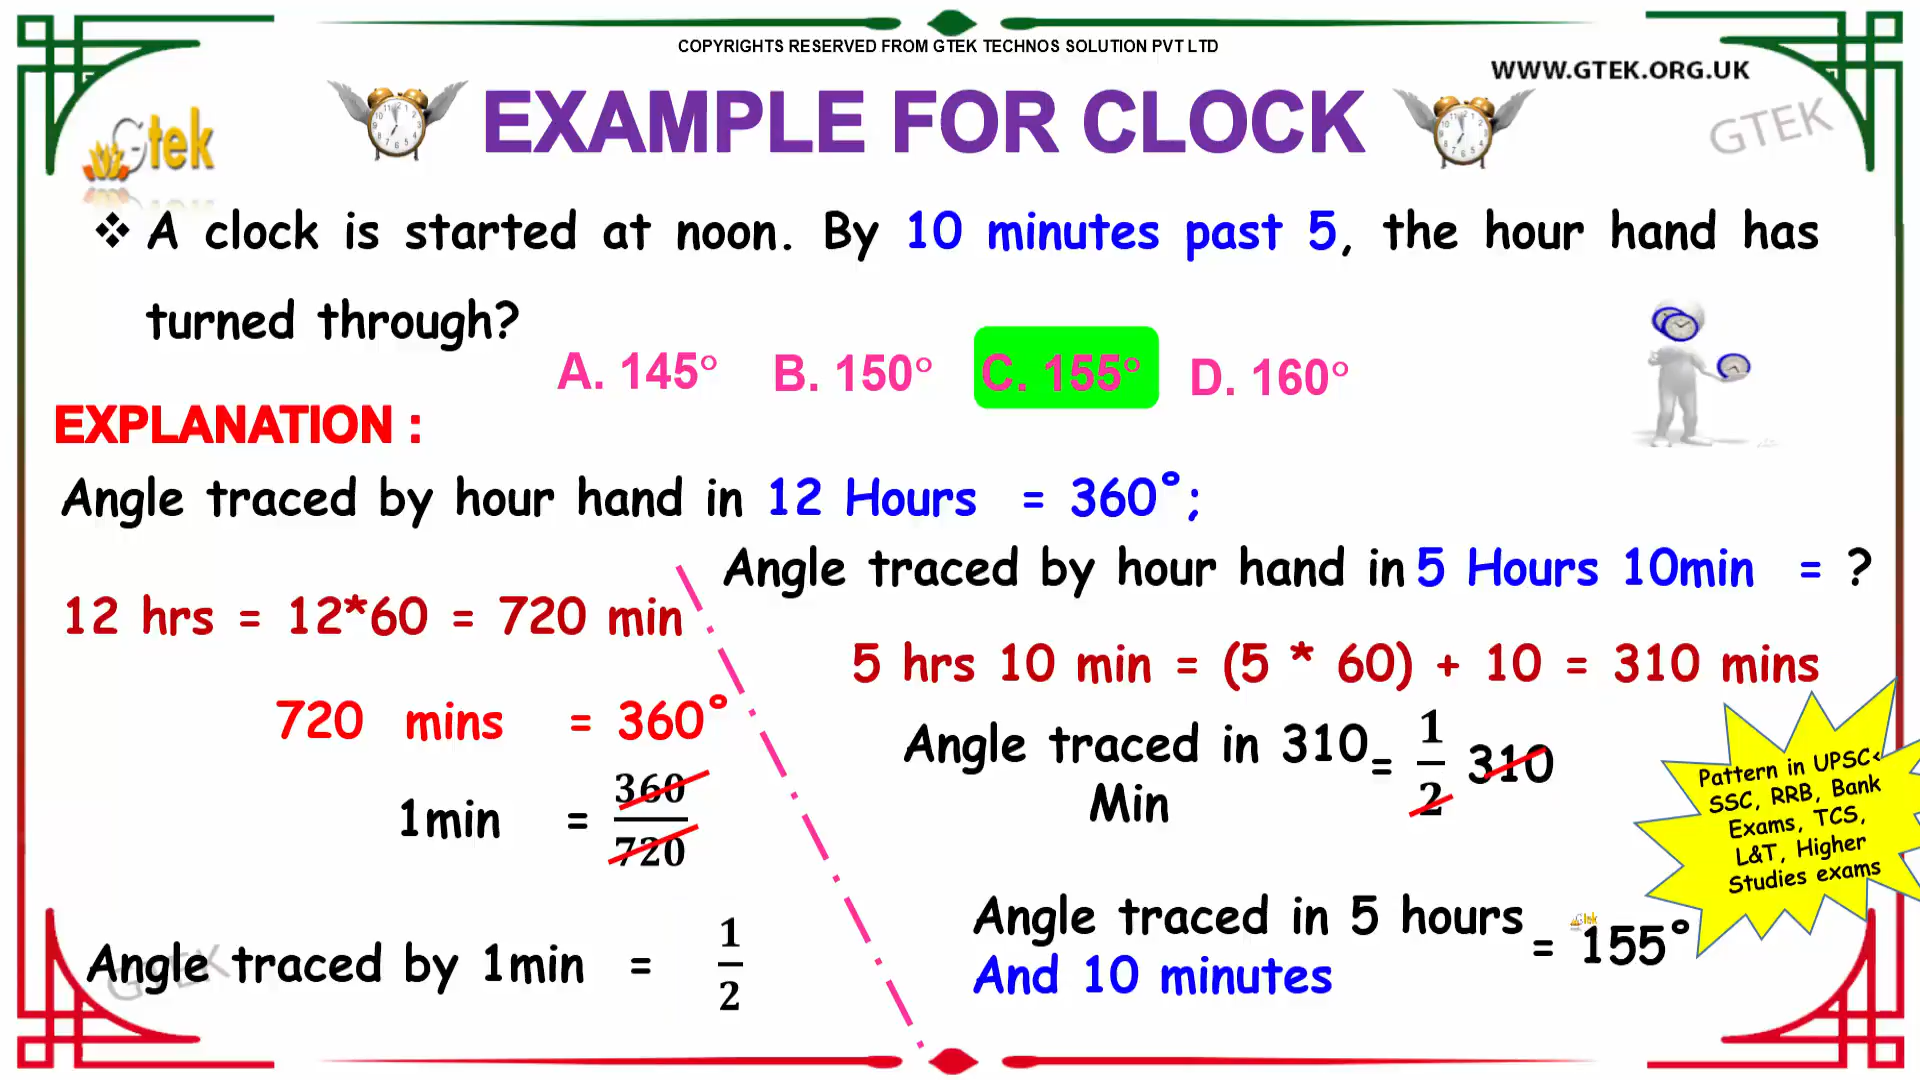 COPYRIGHTS RESERVED FROM GTEK TECHNOS SOLUTION PVT LTD
WWW.GTEK.ORG.UK
Gtek
EXAMPLE FOR CLOCK
GTEK
❖ A clock is started at noon. By 10 minutes past 5, the hour hand has
turned through?
A. 145° B. 150° C. 155° D. 160°
EXPLANATION :
Angle traced by hour hand in 12 Hours = 360°;
Angle traced by hour hand in 5 Hours 10min = ?
12 hrs = 12*60 = 720 min
5 hrs 10 min = (5 * 60) + 10 = 310 mins
720 mins = 360°
1min = 360/720
Angle traced by 1min = 1/2
Angle traced in 310 Min = 1/2 310
Angle traced in 5 hours
And 10 minutes = 155°
Pattern in UPSC<
SSC, RRB, Bank
Exams, TCS,
L&T, Higher
Studies exams
GTEK